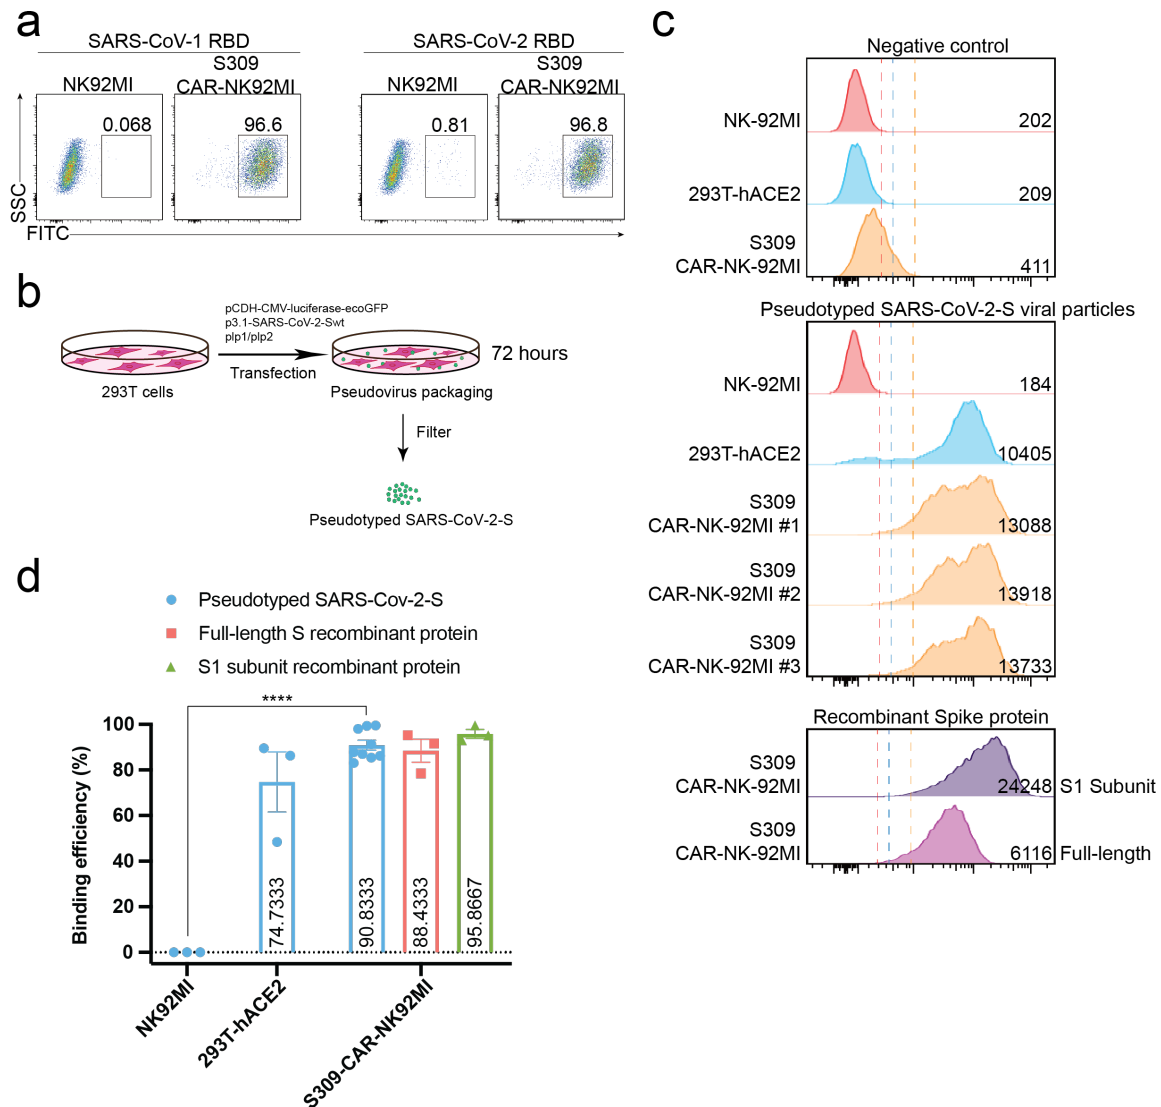 a
SARS-CoV-1 RBD
SARS-CoV-2 RBD
NK92MI
S309
CAR-NK92MI
NK92MI
S309
CAR-NK92MI
0.068
96.6
0.81
96.8
SSC
FITC
b
pCDH-CMV-luciferase-ecoGFP
p3.1-SARS-CoV-2-Swt
plp1/plp2
Transfection
72 hours
293T cells
Pseudovirus packaging
Filter
Pseudotyped SARS-CoV-2-S
c
Negative control
NK-92MI
202
293T-hACE2
209
S309
CAR-NK-92MI
411
Pseudotyped SARS-CoV-2-S viral particles
NK-92MI
184
293T-hACE2
10405
S309
CAR-NK-92MI #1
13088
S309
CAR-NK-92MI #2
13918
S309
CAR-NK-92MI #3
13733
Recombinant Spike protein
S309
CAR-NK-92MI
24248 S1 Subunit
S309
CAR-NK-92MI
6116 Full-length
d
Pseudotyped SARS-Cov-2-S
Full-length S recombinant protein
S1 subunit recombinant protein
****
Binding efficiency (%)
100
80
60
40
20
0
74.7333
90.8333
88.4333
95.8667
NK92MI
293T-hACE2
S309-CAR-NK92MI